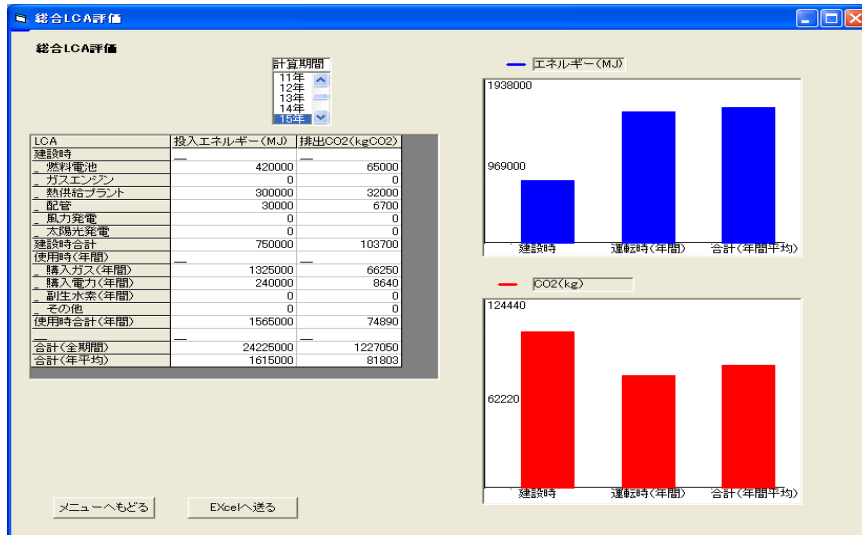 総合LCA評価
総合LCA評価
計算期間
11年
12年
13年
14年
15年
LCA 投入エネルギー(MJ) 排出CO2(kgCO2)
建設時 __ __
_ 燃料電池 420000 65000
_ ガスエンジン 0 0
_ 熱供給プラント 300000 32000
_ 配管 30000 6700
_ 風力発電 0 0
_ 太陽光発電 0 0
建設時合計 750000 103700
使用時(年間) __ __
_ 購入ガス(年間) 1325000 66250
_ 購入電力(年間) 240000 8640
_ 副生水素(年間) 0 0
_ その他 0 0
使用時合計(年間) 1565000 74890
__ __ __
合計(全期間) 24225000 1227050
合計(年平均) 1615000 81803
エネルギー(MJ)
1938000
969000
建設時 運転時(年間) 合計(年間平均)
CO2(kg)
124440
62220
建設時 運転時(年間) 合計(年間平均)
メニューへもどる EXcelへ送る